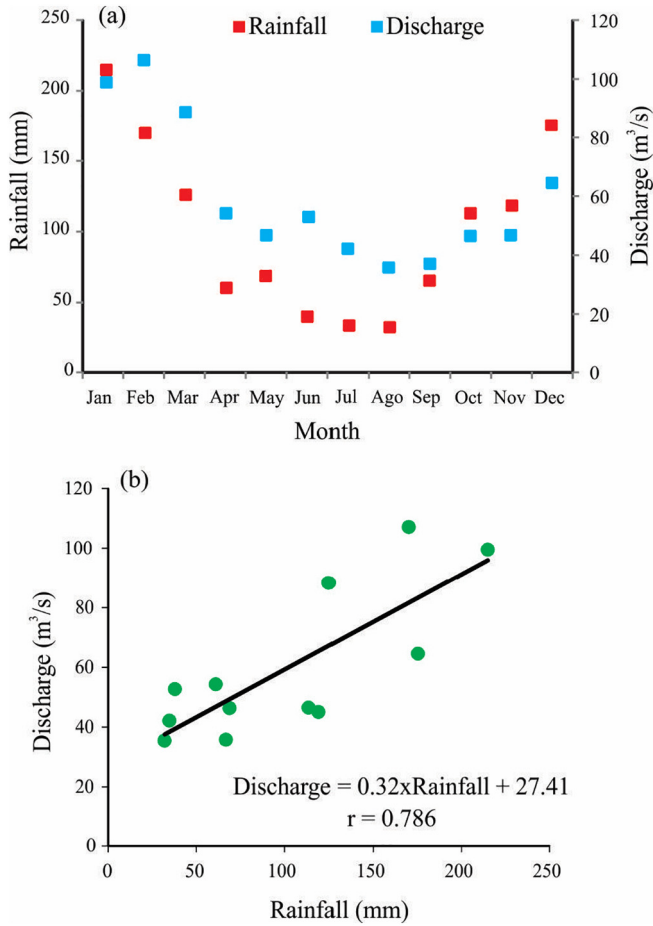 (a)
Rainfall
Discharge
250
200
150
100
50
0
Rainfall (mm)
120
100
80
60
40
20
0
Discharge (m³/s)
Jan Feb Mar Apr May Jun Jul Ago Sep Oct Nov Dec
Month
(b)
120
100
80
60
40
20
0
Discharge (m³/s)
Discharge = 0.32xRainfall + 27.41
r = 0.786
0 50 100 150 200 250
Rainfall (mm)